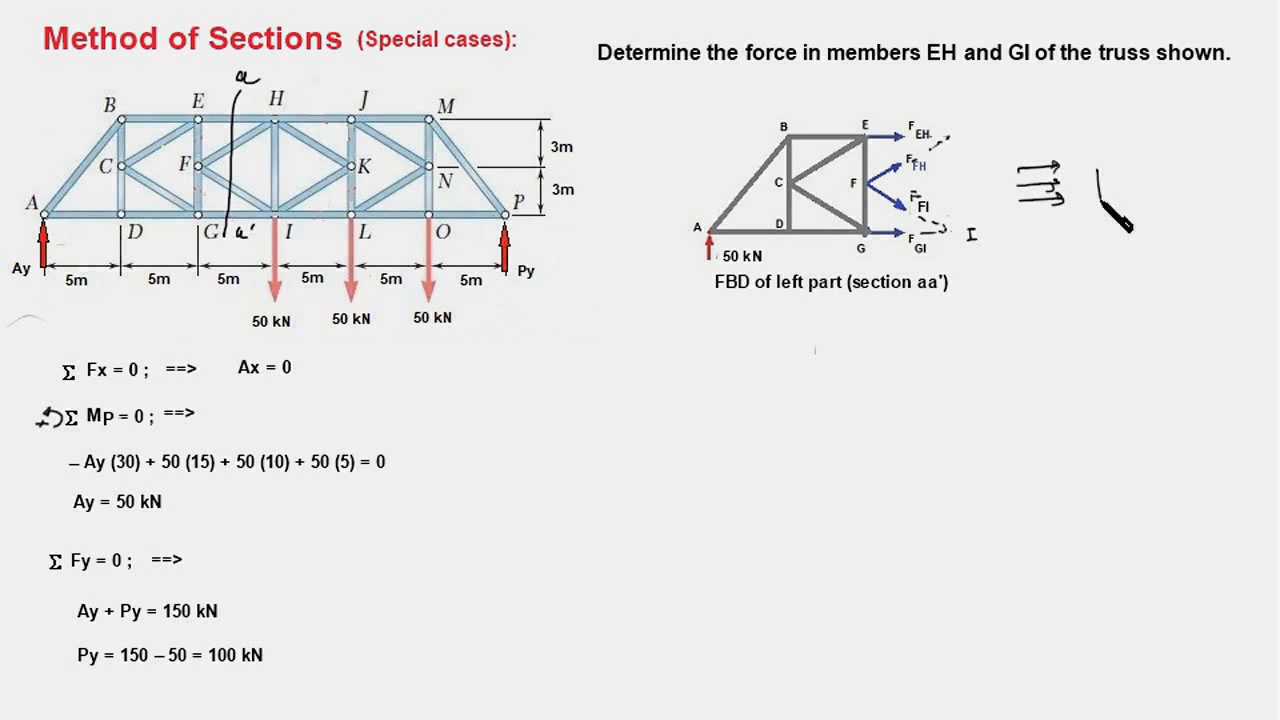 Method of Sections (Special cases):
Determine the force in members EH and GI of the truss shown.
a
B E H J M
3m
A C F K N P
3m
D G a' I L O
Ay Py
5m 5m 5m 5m 5m 5m
50 kN 50 kN 50 kN
B E F EH
F FH
C F
F FI
A D G F GI I
50 kN
FBD of left part (section aa')
Σ Fx = 0 ; ==> Ax = 0
+ Σ MP = 0 ; ==>
– Ay (30) + 50 (15) + 50 (10) + 50 (5) = 0
Ay = 50 kN
Σ Fy = 0 ; ==>
Ay + Py = 150 kN
Py = 150 – 50 = 100 kN